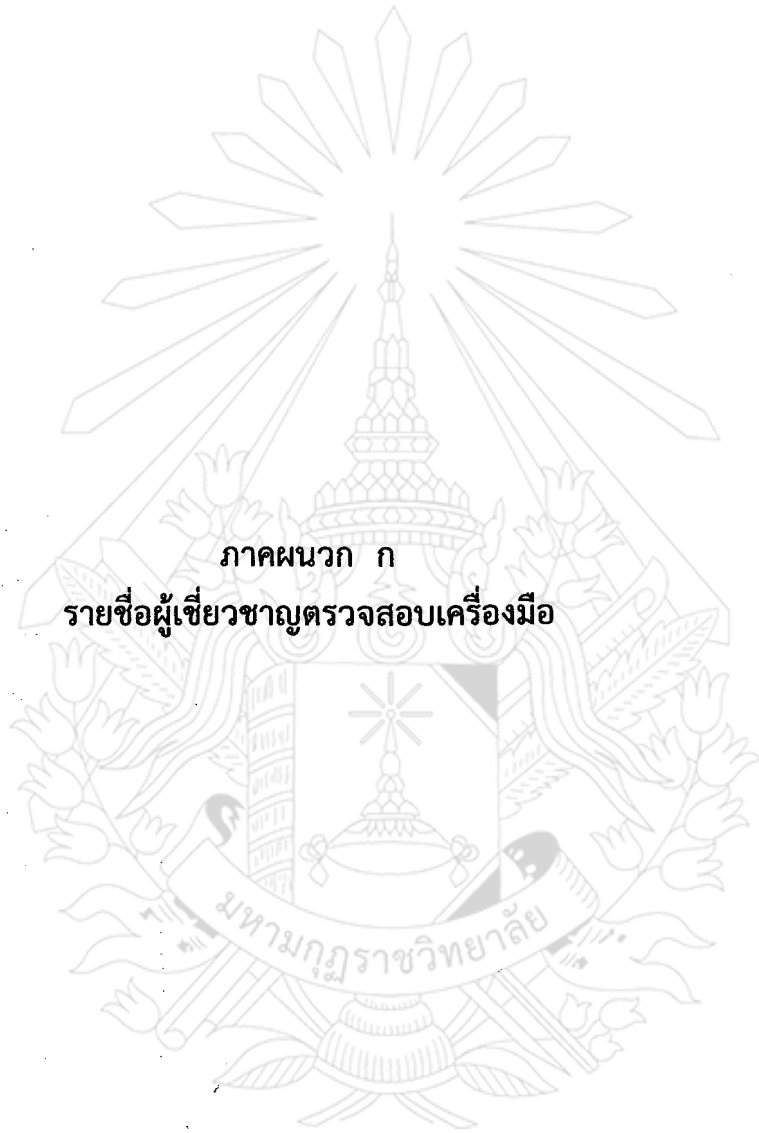 ภาคผนวก ก
รายชื่อผู้เชี่ยวชาญตรวจสอบเครื่องมือ
มหามกุฏราชวิทยาลัย